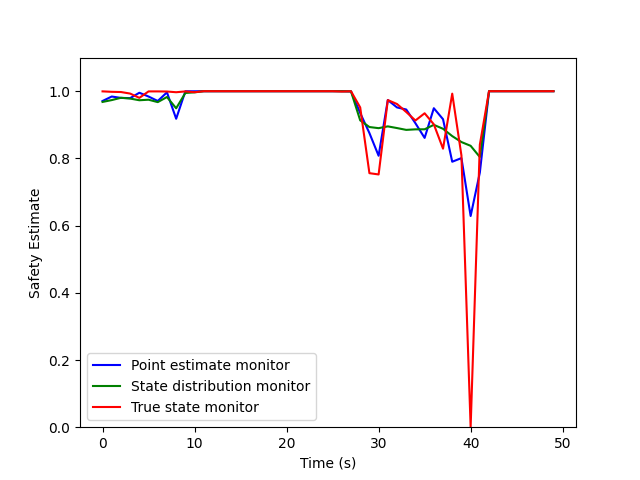 1.0
0.8
0.6
0.4
0.2
0.0
Safety Estimate
Point estimate monitor
State distribution monitor
True state monitor
0 10 20 30 40 50
Time (s)